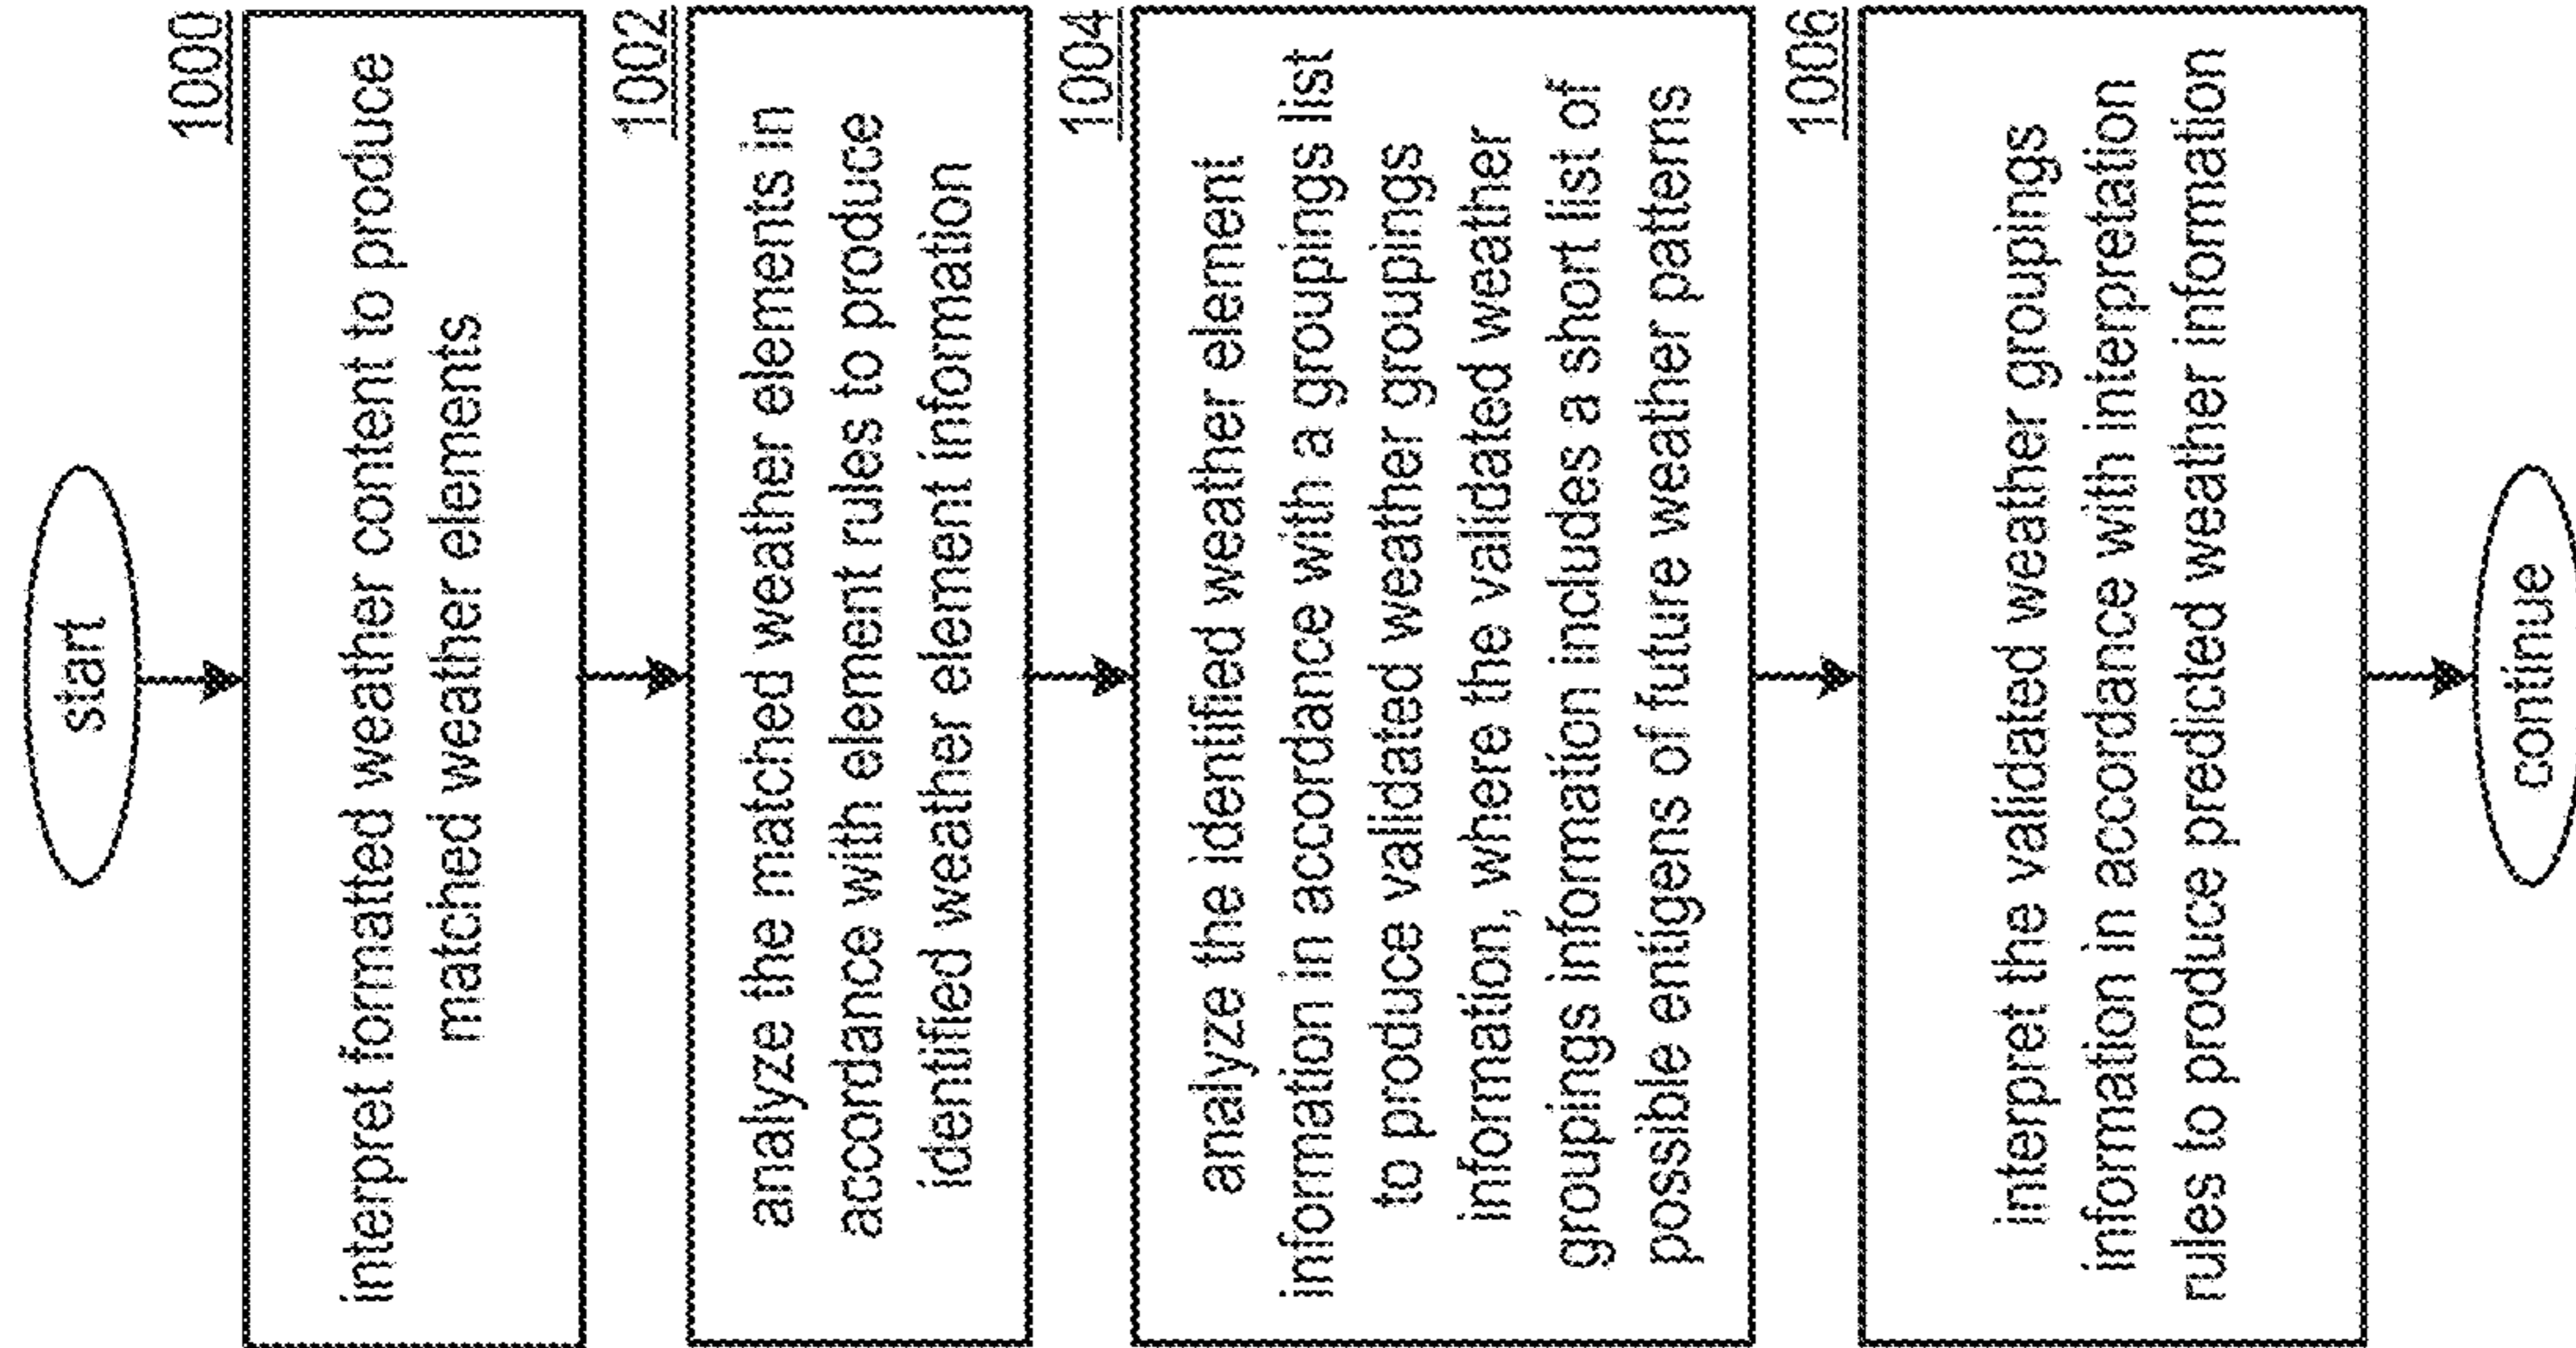 start
1000
interpret formatted weather content to produce
matched weather elements
1002
analyze the matched weather elements in
accordance with element rules to produce
identified weather element information
1004
analyze the identified weather element
information in accordance with a groupings list
to produce validated weather groupings
information, where the validated weather
groupings information includes a short list of
possible entigens of future weather patterns
1006
interpret the validated weather groupings
information in accordance with interpretation
rules to produce predicted weather information
continue